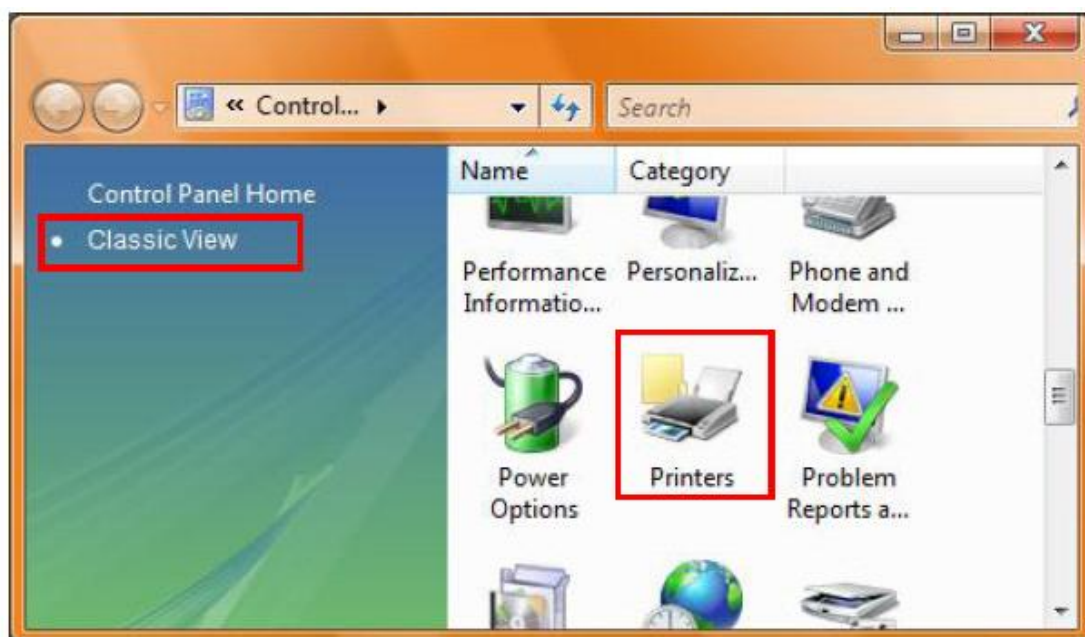 « Control...
Search
Control Panel Home
Classic View
Name Category
Performance Informatio...
Personaliz...
Phone and Modem ...
Power Options
Printers
Problem Reports a...